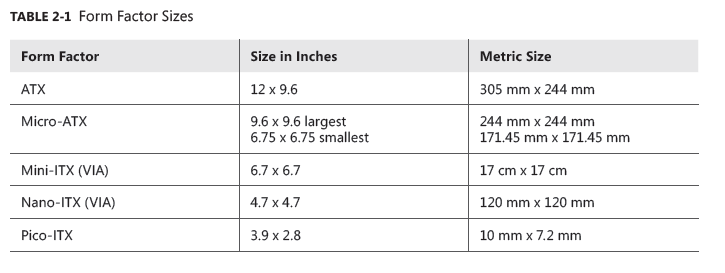 TABLE 2-1 Form Factor Sizes
Form Factor Size in Inches Metric Size
ATX 12 x 9.6 305 mm x 244 mm
Micro-ATX 9.6 x 9.6 largest 244 mm x 244 mm
6.75 x 6.75 smallest 171.45 mm x 171.45 mm
Mini-ITX (VIA) 6.7 x 6.7 17 cm x 17 cm
Nano-ITX (VIA) 4.7 x 4.7 120 mm x 120 mm
Pico-ITX 3.9 x 2.8 10 mm x 7.2 mm